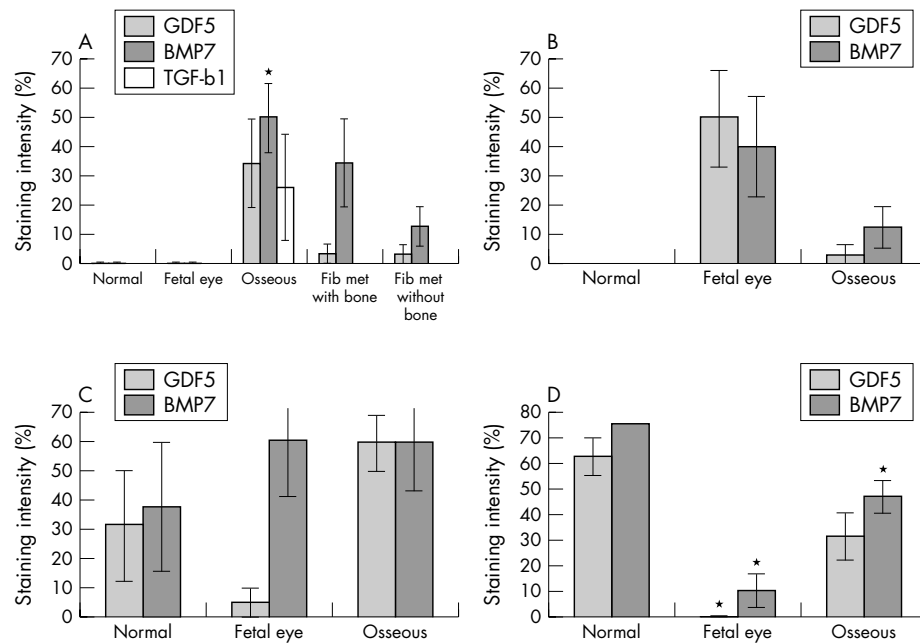 A
GDF5
BMP7
TGF-b1
Staining intensity (%)
70
60
50
40
30
20
10
0
★
Normal
Fetal eye
Osseous
Fib met
with bone
Fib met
without
bone
B
GDF5
BMP7
Staining intensity (%)
70
60
50
40
30
20
10
0
Fetal eye
Osseous
C
GDF5
BMP7
Staining intensity (%)
70
60
50
40
30
20
10
0
Normal
Fetal eye
Osseous
D
GDF5
BMP7
Staining intensity (%)
80
70
60
50
40
30
20
10
0
★
★
★
Normal
Fetal eye
Osseous